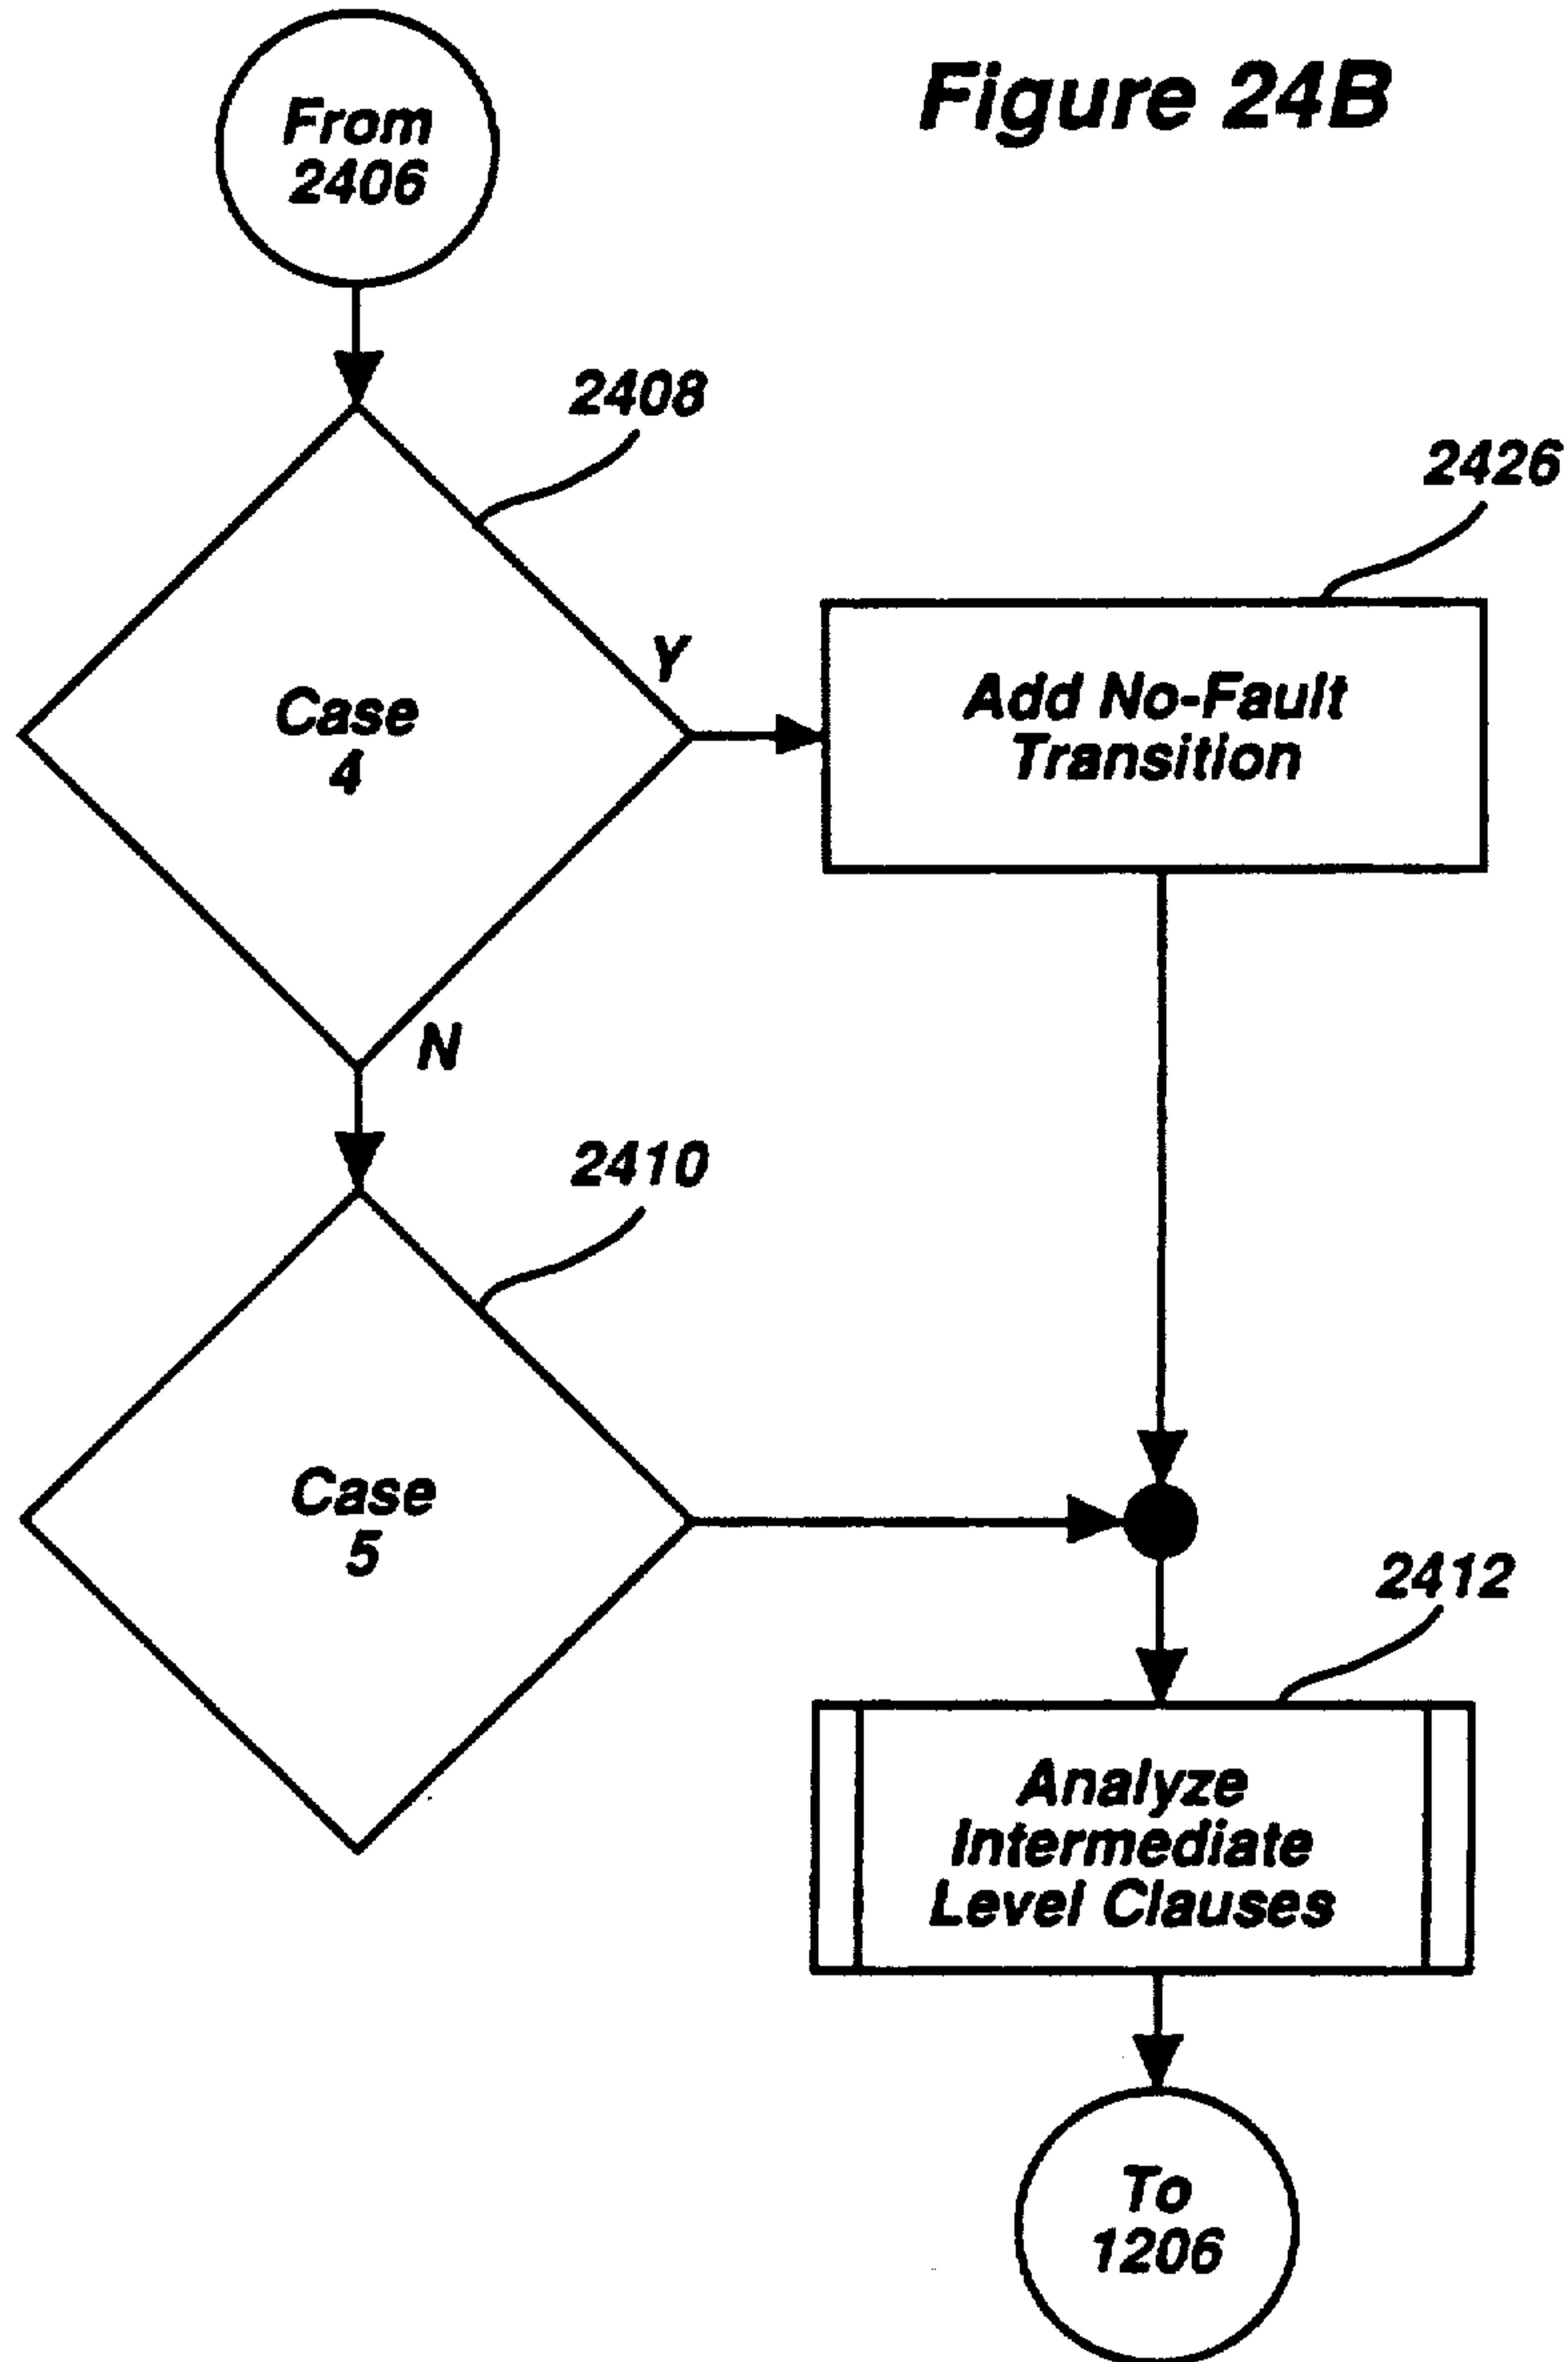 Figure 24B
From
2406
2408
2426
Y
Case
4
Add No-Fault
Transition
N
2410
Case
5
2412
Analyze
Intermediate
Level Clauses
To
1206